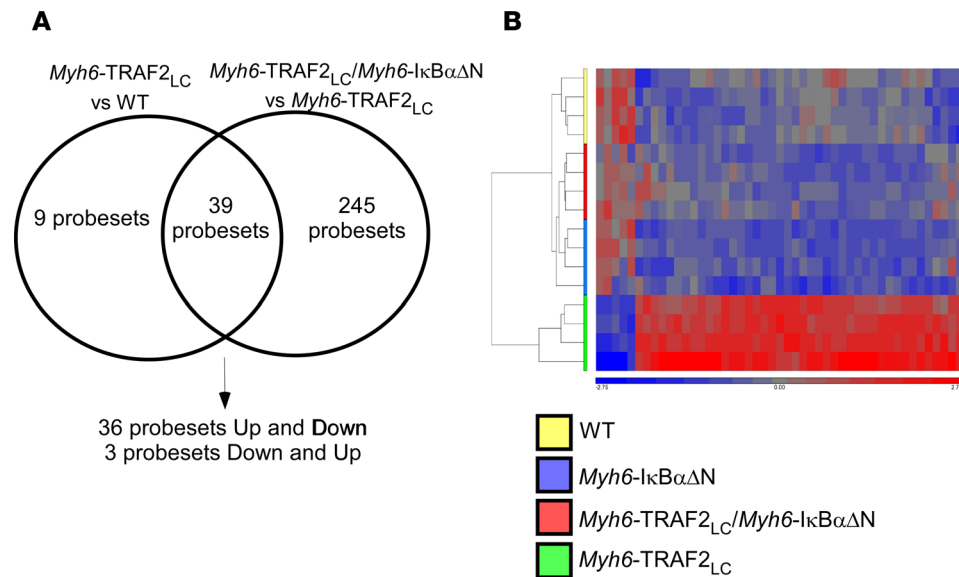 A
B
Myh6-TRAF2LC
vs WT
Myh6-TRAF2LC/Myh6-IκBαΔN
vs Myh6-TRAF2LC
9 probesets
39
probesets
245
probesets
36 probesets Up and Down
3 probesets Down and Up
-2.75
0.00
2.7
WT
Myh6-IκBαΔN
Myh6-TRAF2LC/Myh6-IκBαΔN
Myh6-TRAF2LC